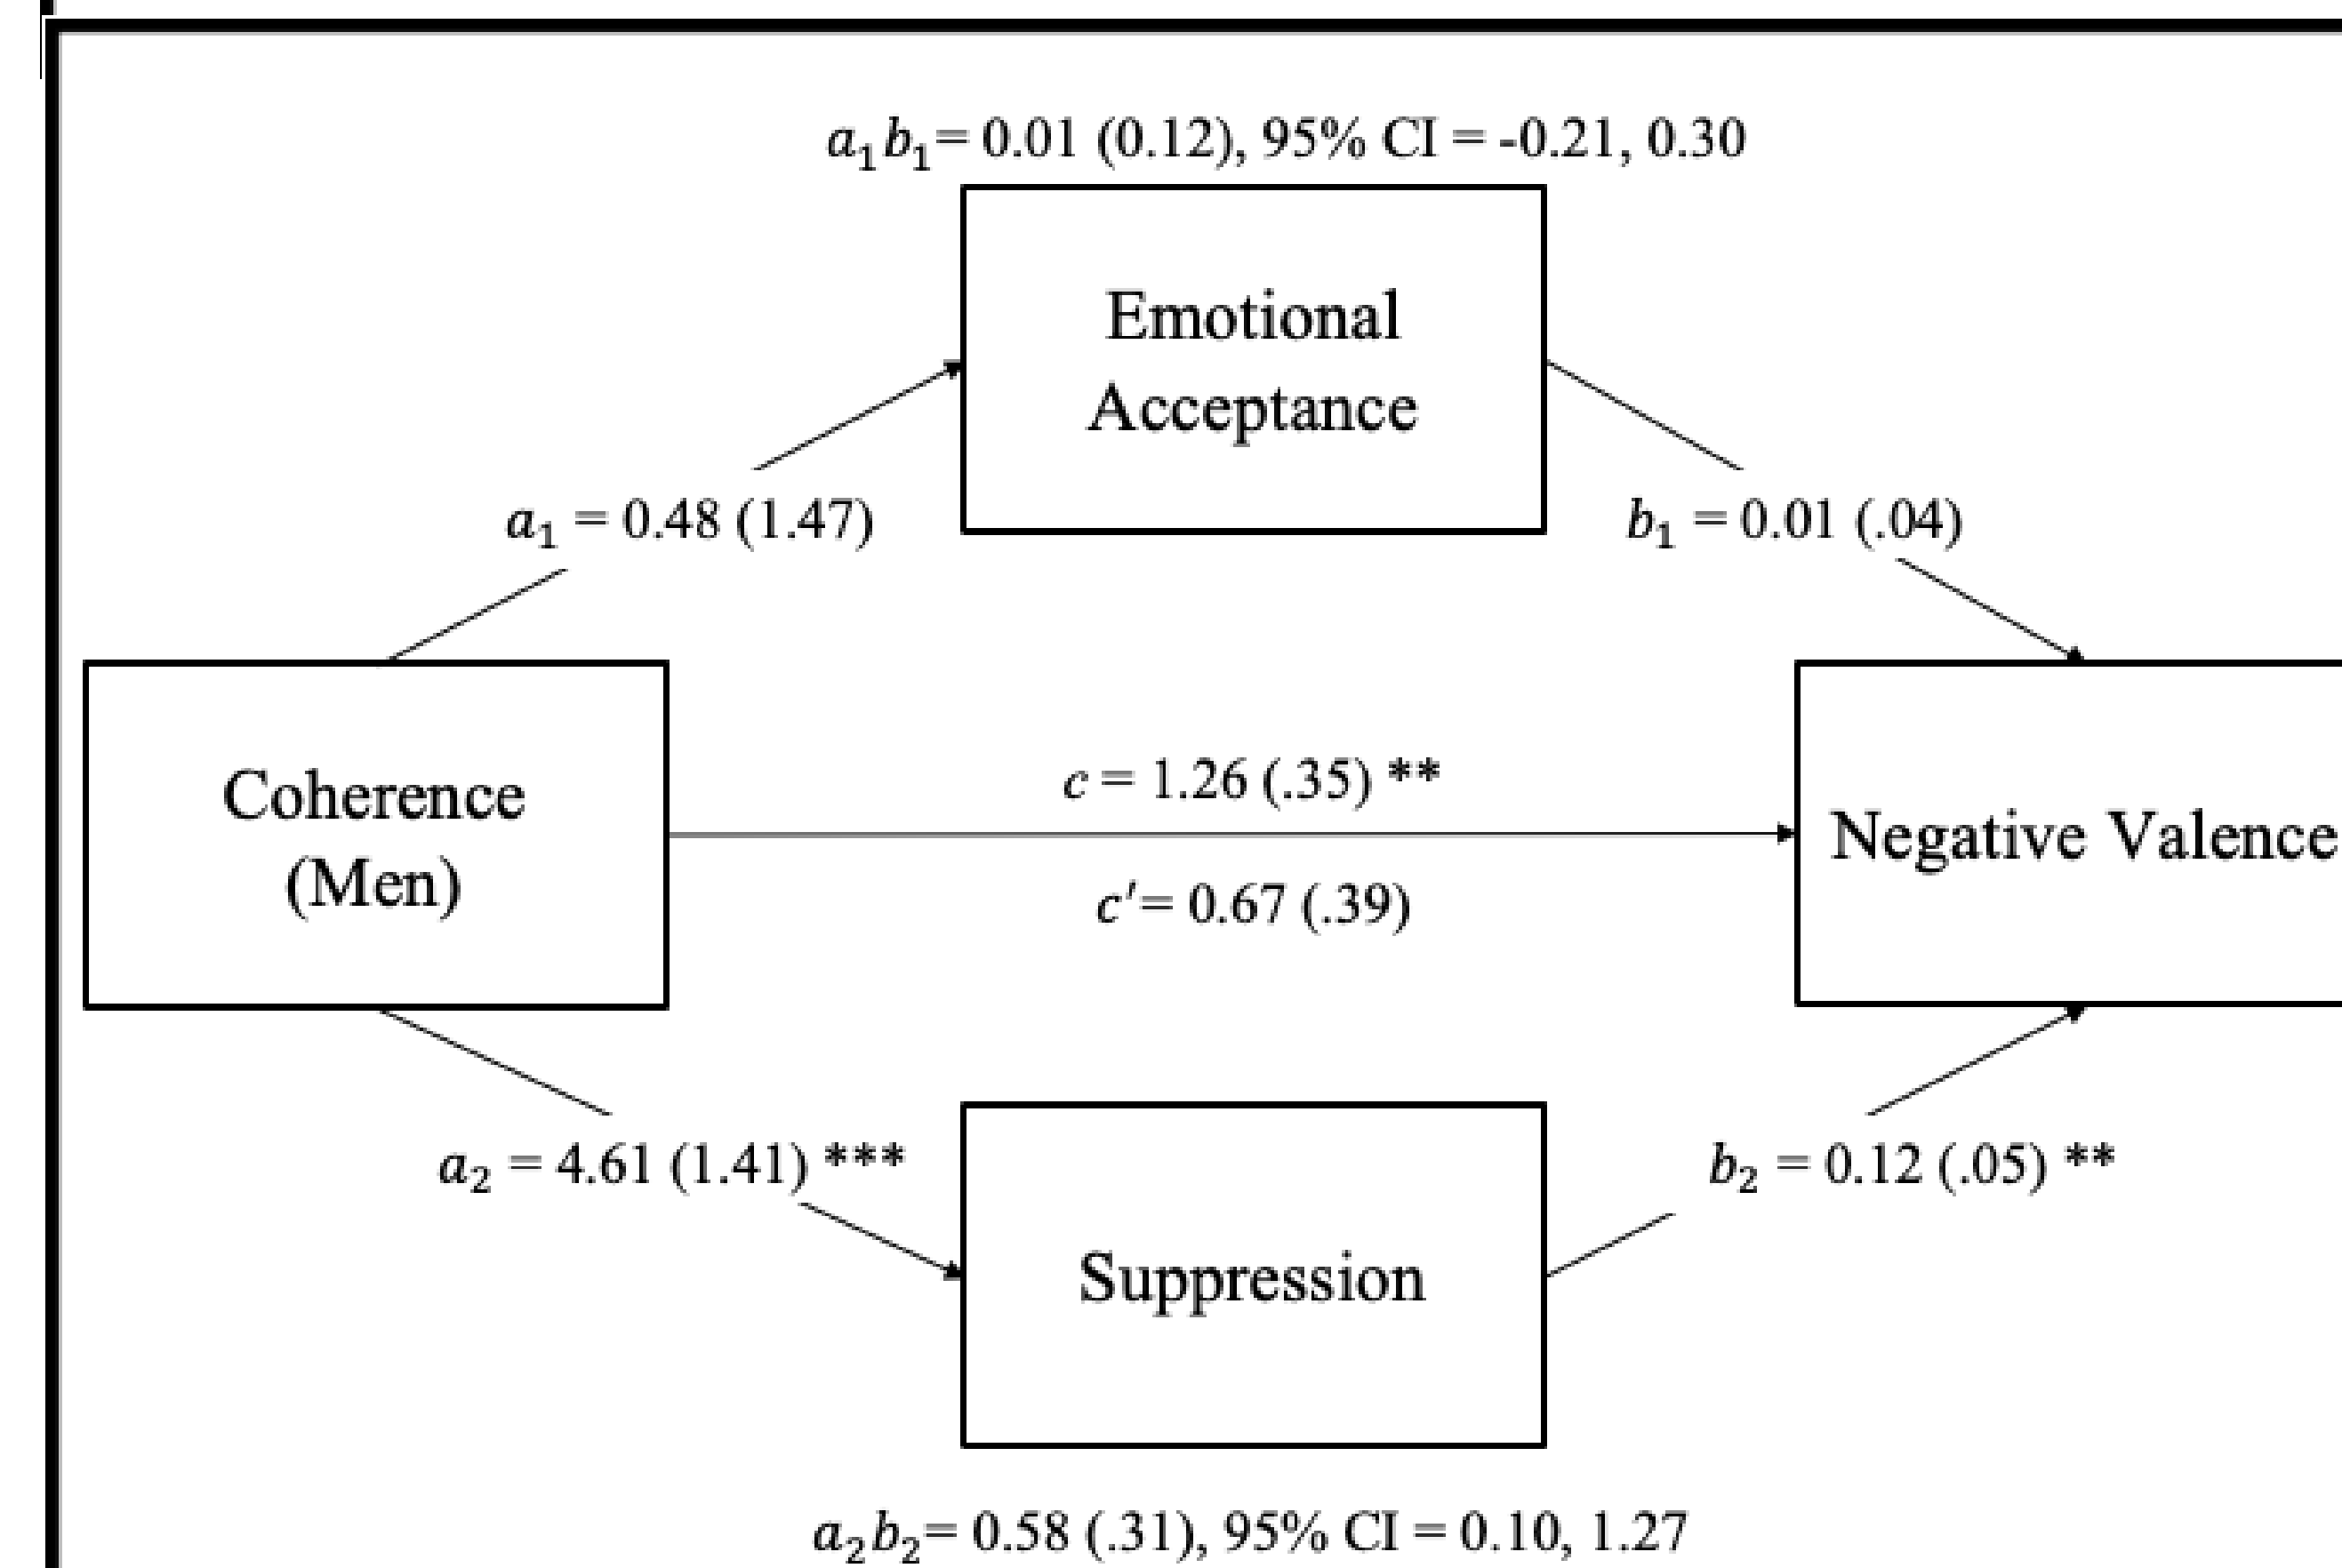 a₁b₁= 0.01 (0.12), 95% CI = -0.21, 0.30
Emotional
Acceptance
a₁ = 0.48 (1.47)
b₁ = 0.01 (.04)
Coherence
(Men)
c = 1.26 (.35) **
c′= 0.67 (.39)
Negative Valence
a₂ = 4.61 (1.41) ***
b₂ = 0.12 (.05) **
Suppression
a₂b₂= 0.58 (.31), 95% CI = 0.10, 1.27